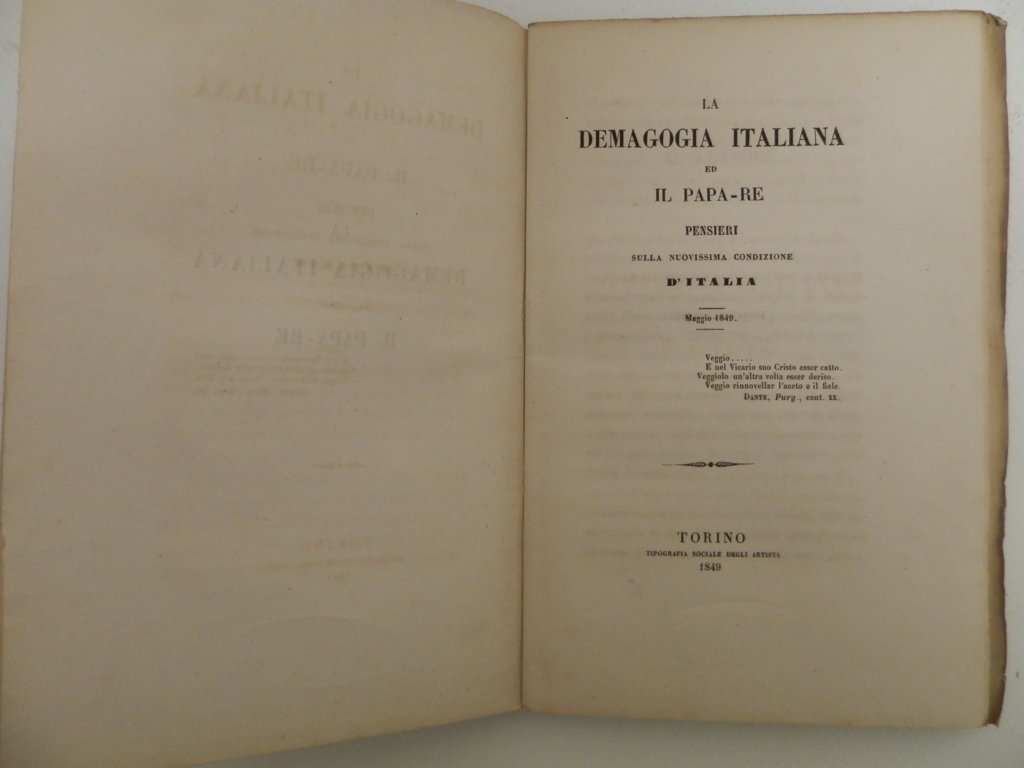 LA
DEMAGOGIA ITALIANA
ED
IL PAPA-RE
PENSIERI
SULLA NUOVISSIMA CONDIZIONE
D'ITALIA
Maggio 1849.
Veggio.....
E nel Vicario suo Cristo esser catto.
Veggiolo un'altra volta esser deriso.
Veggio rinnovellar l'aceto e il fiele.
DANTE, Purg., cant. XX.
TORINO
TIPOGRAFIA SOCIALE DEGLI ARTISTI
1849